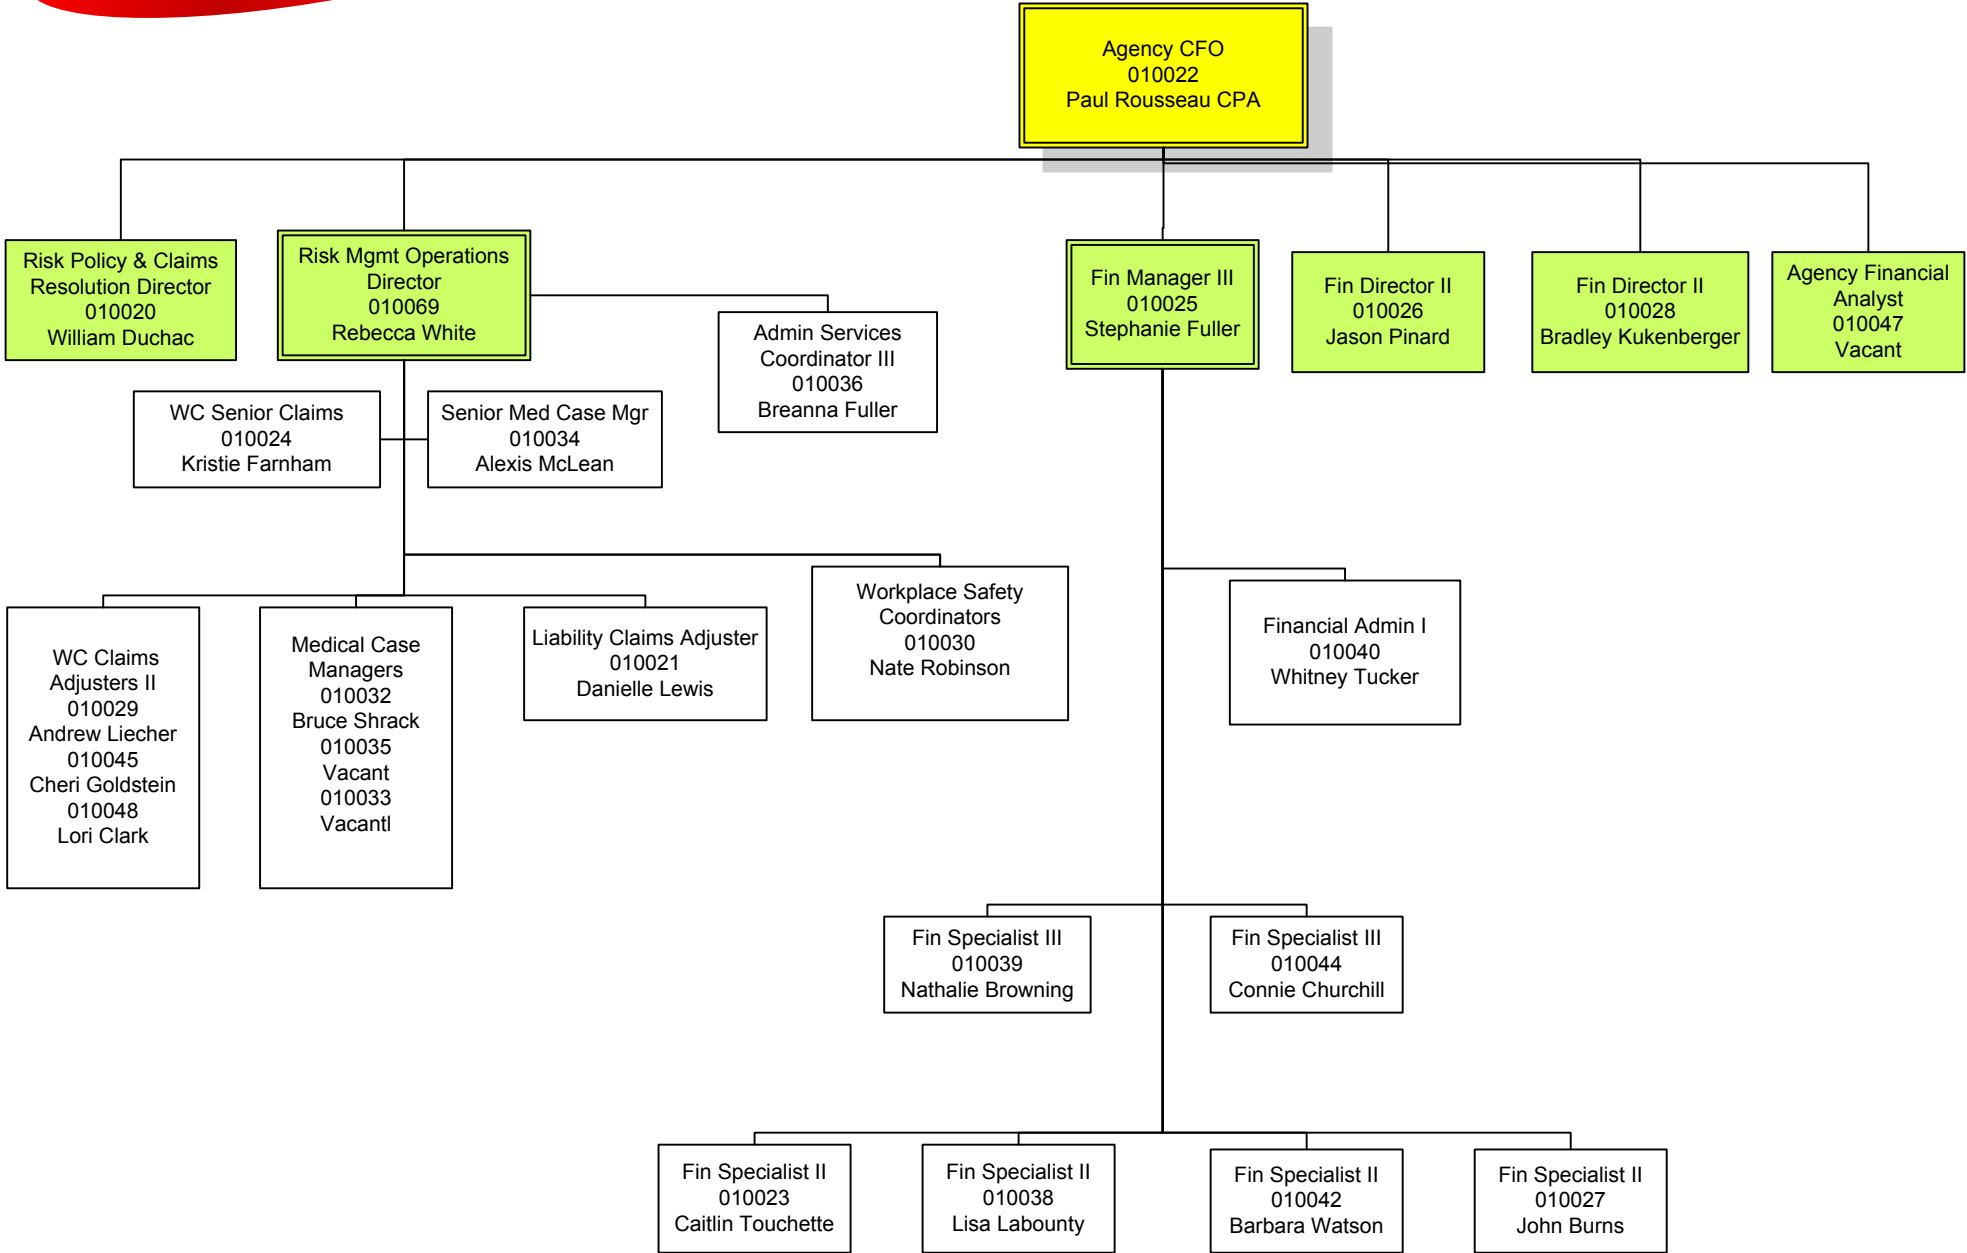 Agency CFO
010022
Paul Rousseau CPA
Risk Policy & Claims
Resolution Director
010020
William Duchac
Risk Mgmt Operations
Director
010069
Rebecca White
Fin Manager III
010025
Stephanie Fuller
Fin Director II
010026
Jason Pinard
Fin Director II
010028
Bradley Kukenberger
Agency Financial
Analyst
010047
Vacant
Admin Services
Coordinator III
010036
Breanna Fuller
WC Senior Claims
010024
Kristie Farnham
Senior Med Case Mgr
010034
Alexis McLean
WC Claims
Adjusters II
010029
Andrew Liecher
010045
Cheri Goldstein
010048
Lori Clark
Medical Case
Managers
010032
Bruce Shrack
010035
Vacant
010033
Vacantl
Liability Claims Adjuster
010021
Danielle Lewis
Workplace Safety
Coordinators
010030
Nate Robinson
Financial Admin I
010040
Whitney Tucker
Fin Specialist III
010039
Nathalie Browning
Fin Specialist III
010044
Connie Churchill
Fin Specialist II
010023
Caitlin Touchette
Fin Specialist II
010038
Lisa Labounty
Fin Specialist II
010042
Barbara Watson
Fin Specialist II
010027
John Burns